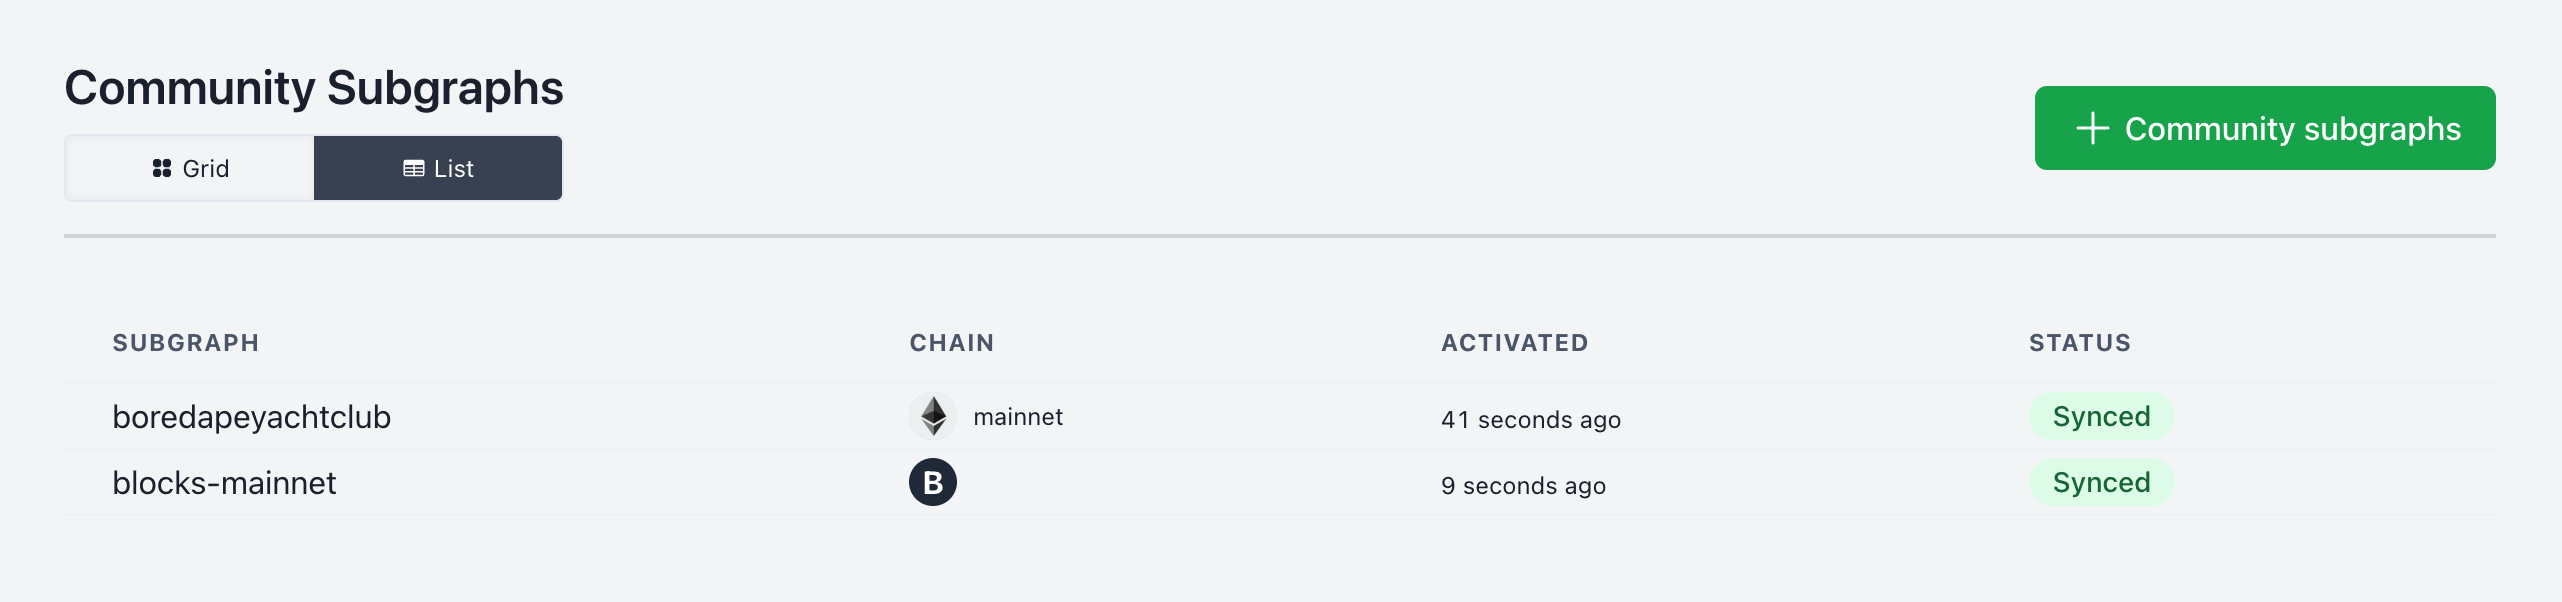 Community Subgraphs
Grid List
Community subgraphs
SUBGRAPH CHAIN ACTIVATED STATUS
boredapeyachtclub mainnet 41 seconds ago Synced
blocks-mainnet B 9 seconds ago Synced